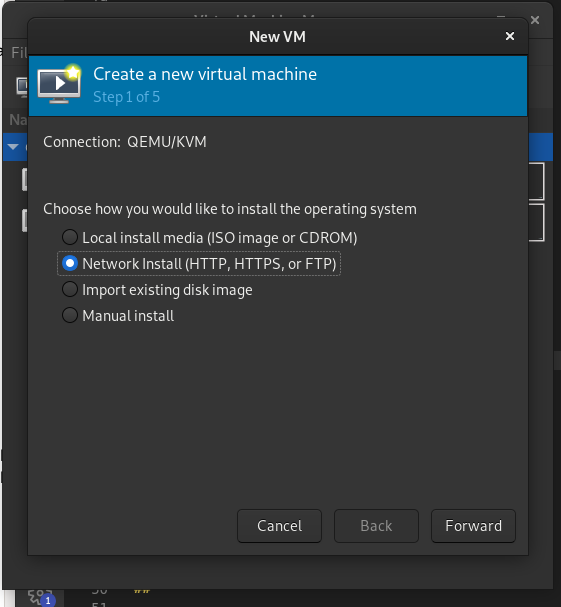 New VM
Create a new virtual machine
Step 1 of 5
Connection: QEMU/KVM
Choose how you would like to install the operating system
Local install media (ISO image or CDROM)
Network Install (HTTP, HTTPS, or FTP)
Import existing disk image
Manual install
Cancel
Back
Forward
1
##
51